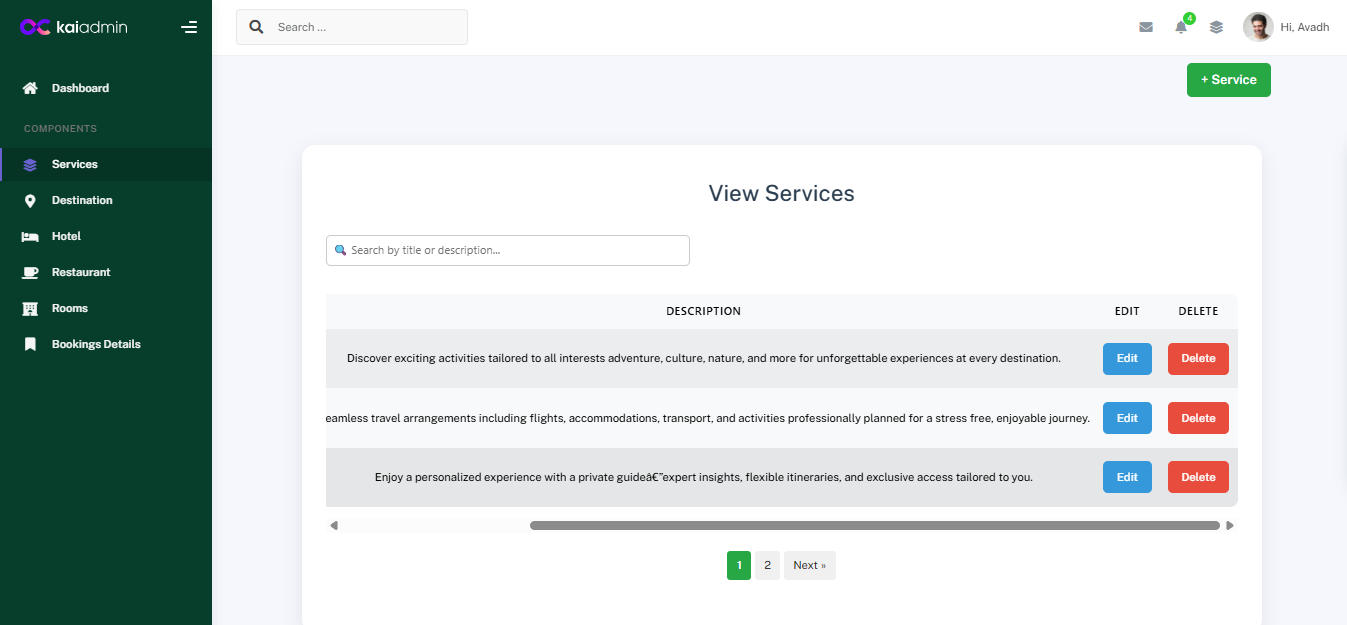 kaiadmin
Search ...
4
Hi, Avadh
+ Service
Dashboard
COMPONENTS
Services
Destination
Hotel
Restaurant
Rooms
Bookings Details
View Services
Search by title or description...
DESCRIPTION EDIT DELETE
Discover exciting activities tailored to all interests adventure, culture, nature, and more for unforgettable experiences at every destination. Edit Delete
eamless travel arrangements including flights, accommodations, transport, and activities professionally planned for a stress free, enjoyable journey. Edit Delete
Enjoy a personalized experience with a private guideâ€”expert insights, flexible itineraries, and exclusive access tailored to you. Edit Delete
1 2 Next »